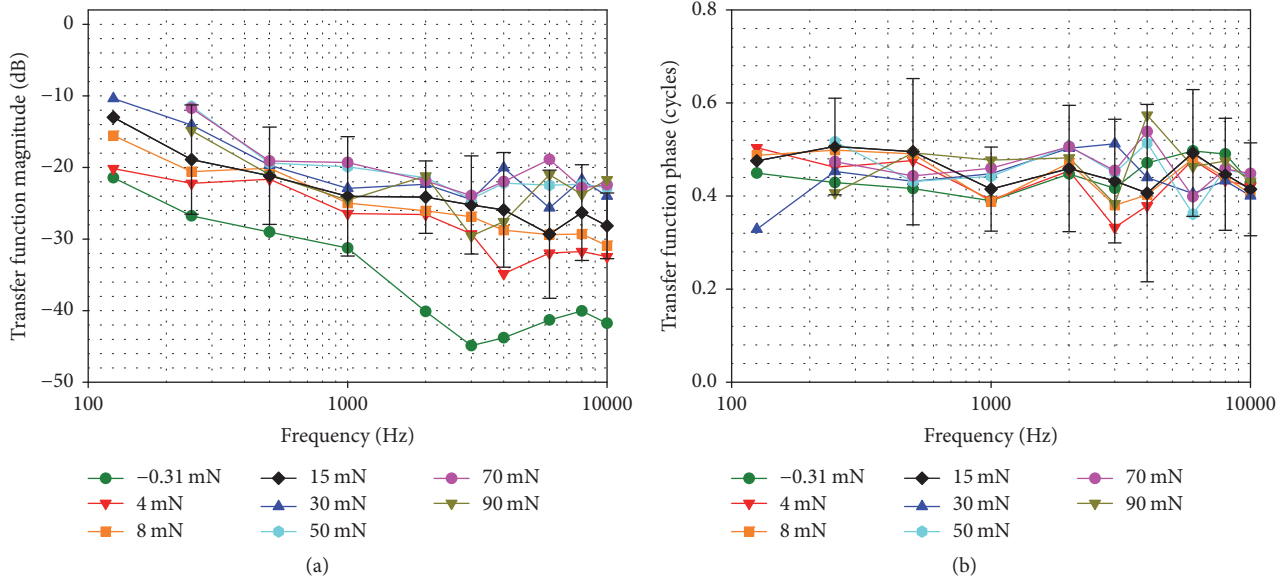 0
−10
−20
−30
−40
−50
Transfer function magnitude (dB)
100
1000
10000
Frequency (Hz)
−0.31 mN
4 mN
8 mN
15 mN
30 mN
50 mN
70 mN
90 mN
(a)
0.8
0.6
0.4
0.2
0.0
Transfer function phase (cycles)
100
1000
10000
Frequency (Hz)
−0.31 mN
4 mN
8 mN
15 mN
30 mN
50 mN
70 mN
90 mN
(b)